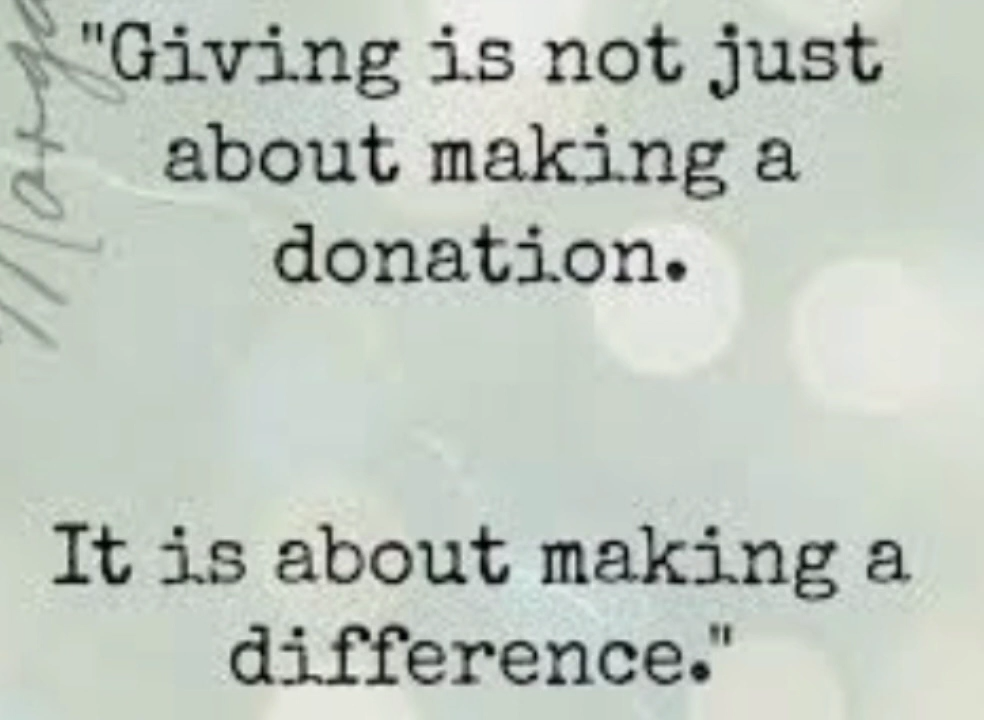 "Giving is not just
about making a
donation.
It is about making a
difference."